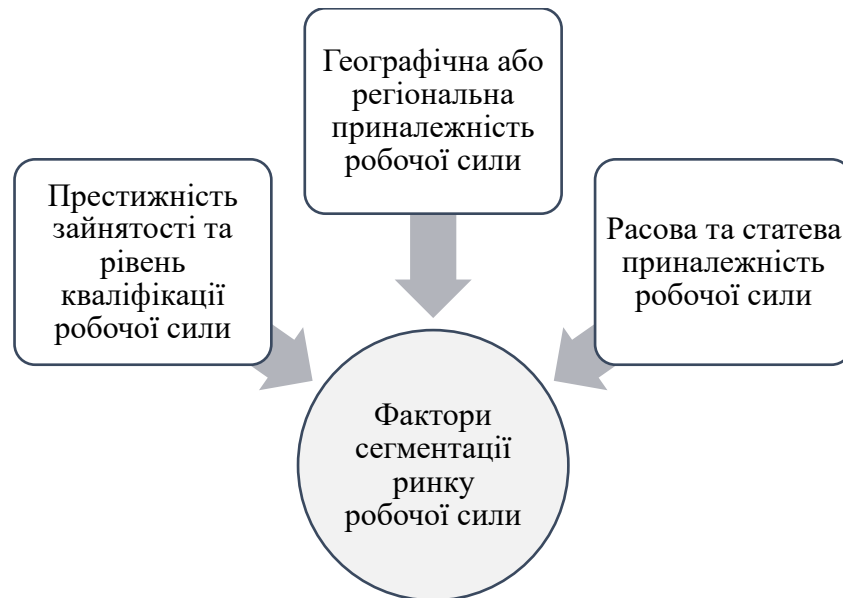 Географічна або
регіональна
приналежність
робочої сили
Престижність
зайнятості та
рівень
кваліфікації
робочої сили
Расова та статева
приналежність
робочої сили
Фактори
сегментації
ринку
робочої сили